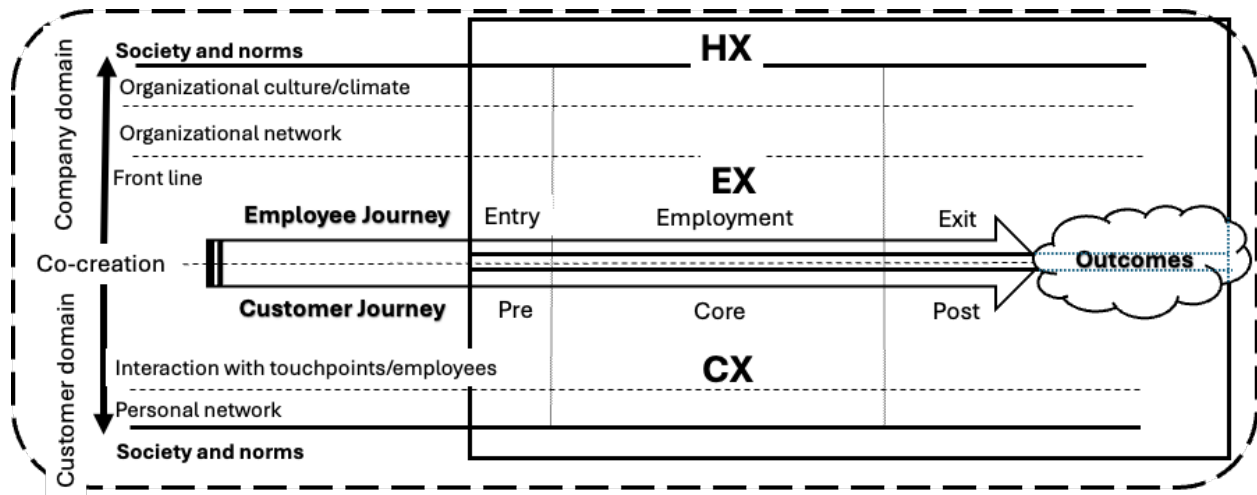 Company domain
Customer domain
Society and norms
HX
Organizational culture/climate
Organizational network
Front line
EX
Employee Journey
Entry
Employment
Exit
Co-creation
Outcomes
Customer Journey
Pre
Core
Post
Interaction with touchpoints/employees
CX
Personal network
Society and norms